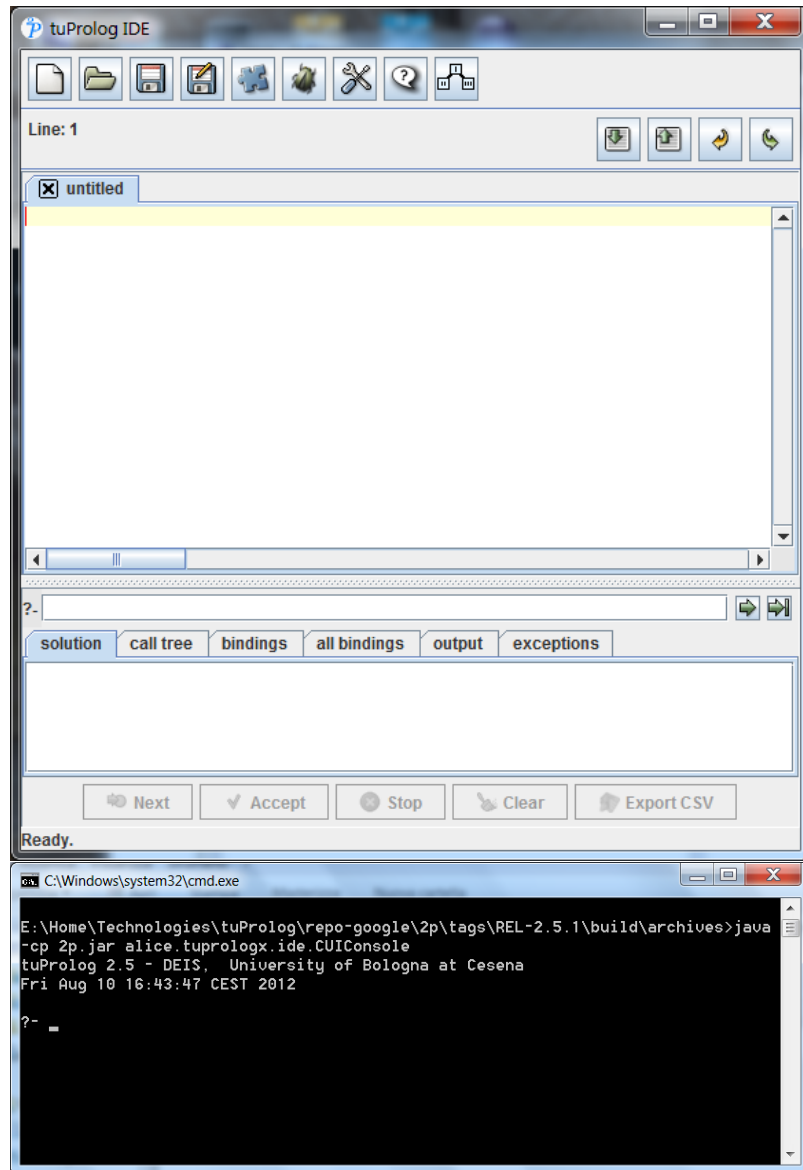 tuProlog IDE
Line: 1
untitled
?-
solution call tree bindings all bindings output exceptions
Next Accept Stop Clear Export CSV
Ready.
C:\Windows\system32\cmd.exe
E:\Home\Technologies\tuProlog\repo-google\2p\tags\REL-2.5.1\build\archives>java
-cp 2p.jar alice.tuprologx.ide.CUIConsole
tuProlog 2.5 - DEIS,  University of Bologna at Cesena
Fri Aug 10 16:43:47 CEST 2012
?- _